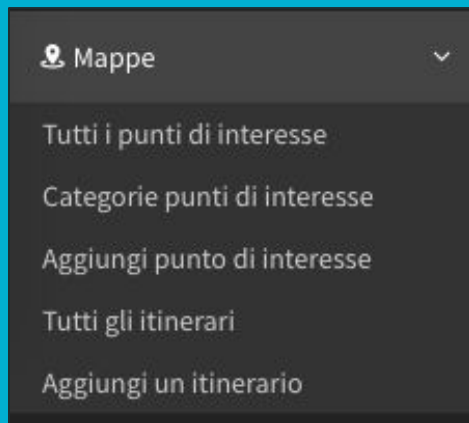 Mappe
Tutti i punti di interesse
Categorie punti di interesse
Aggiungi punto di interesse
Tutti gli itinerari
Aggiungi un itinerario